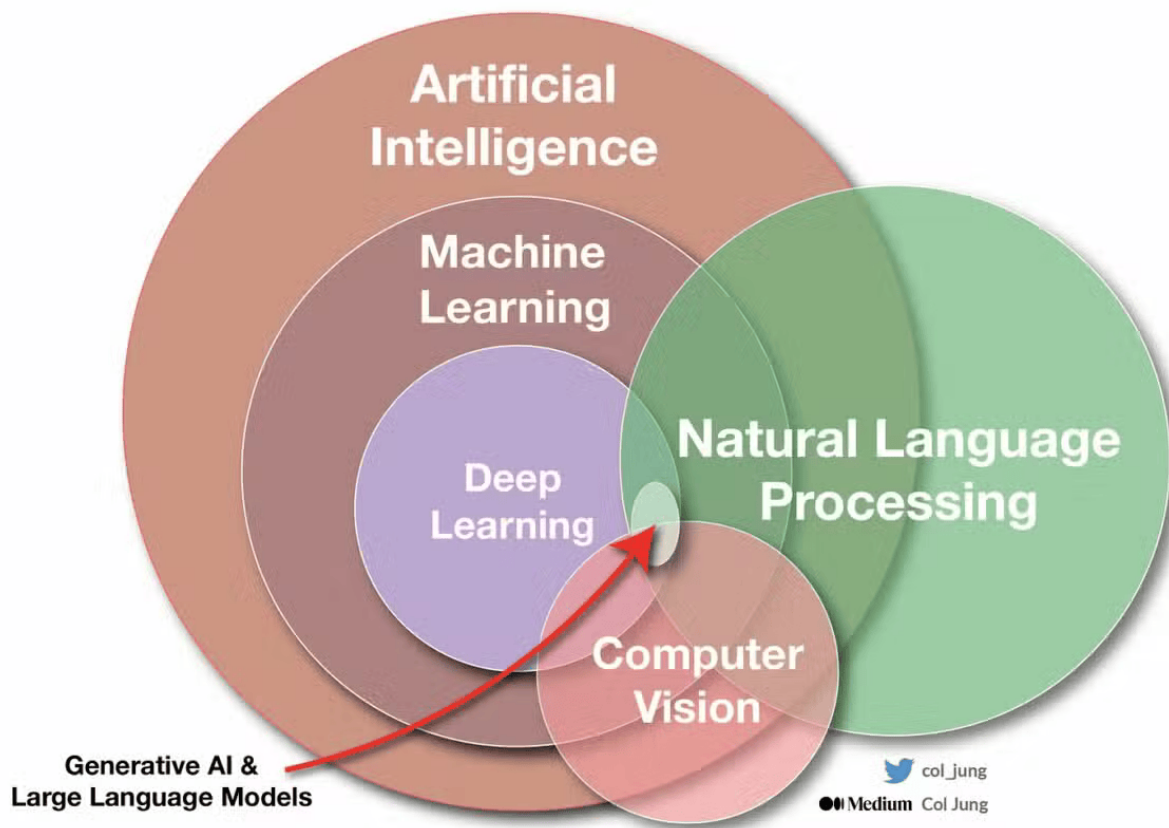 Artificial
Intelligence
Machine
Learning
Deep
Learning
Natural Language
Processing
Computer
Vision
Generative AI &
Large Language Models
col_jung
Medium Col Jung